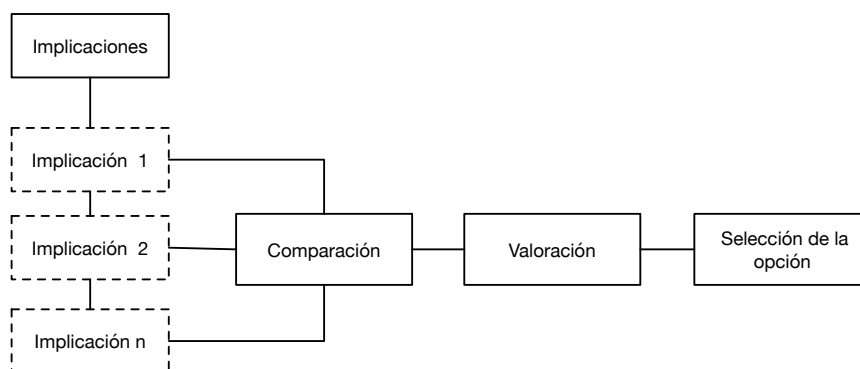 Implicaciones
Implicación 1
Implicación 2
Comparación
Valoración
Selección de la
opción
Implicación n